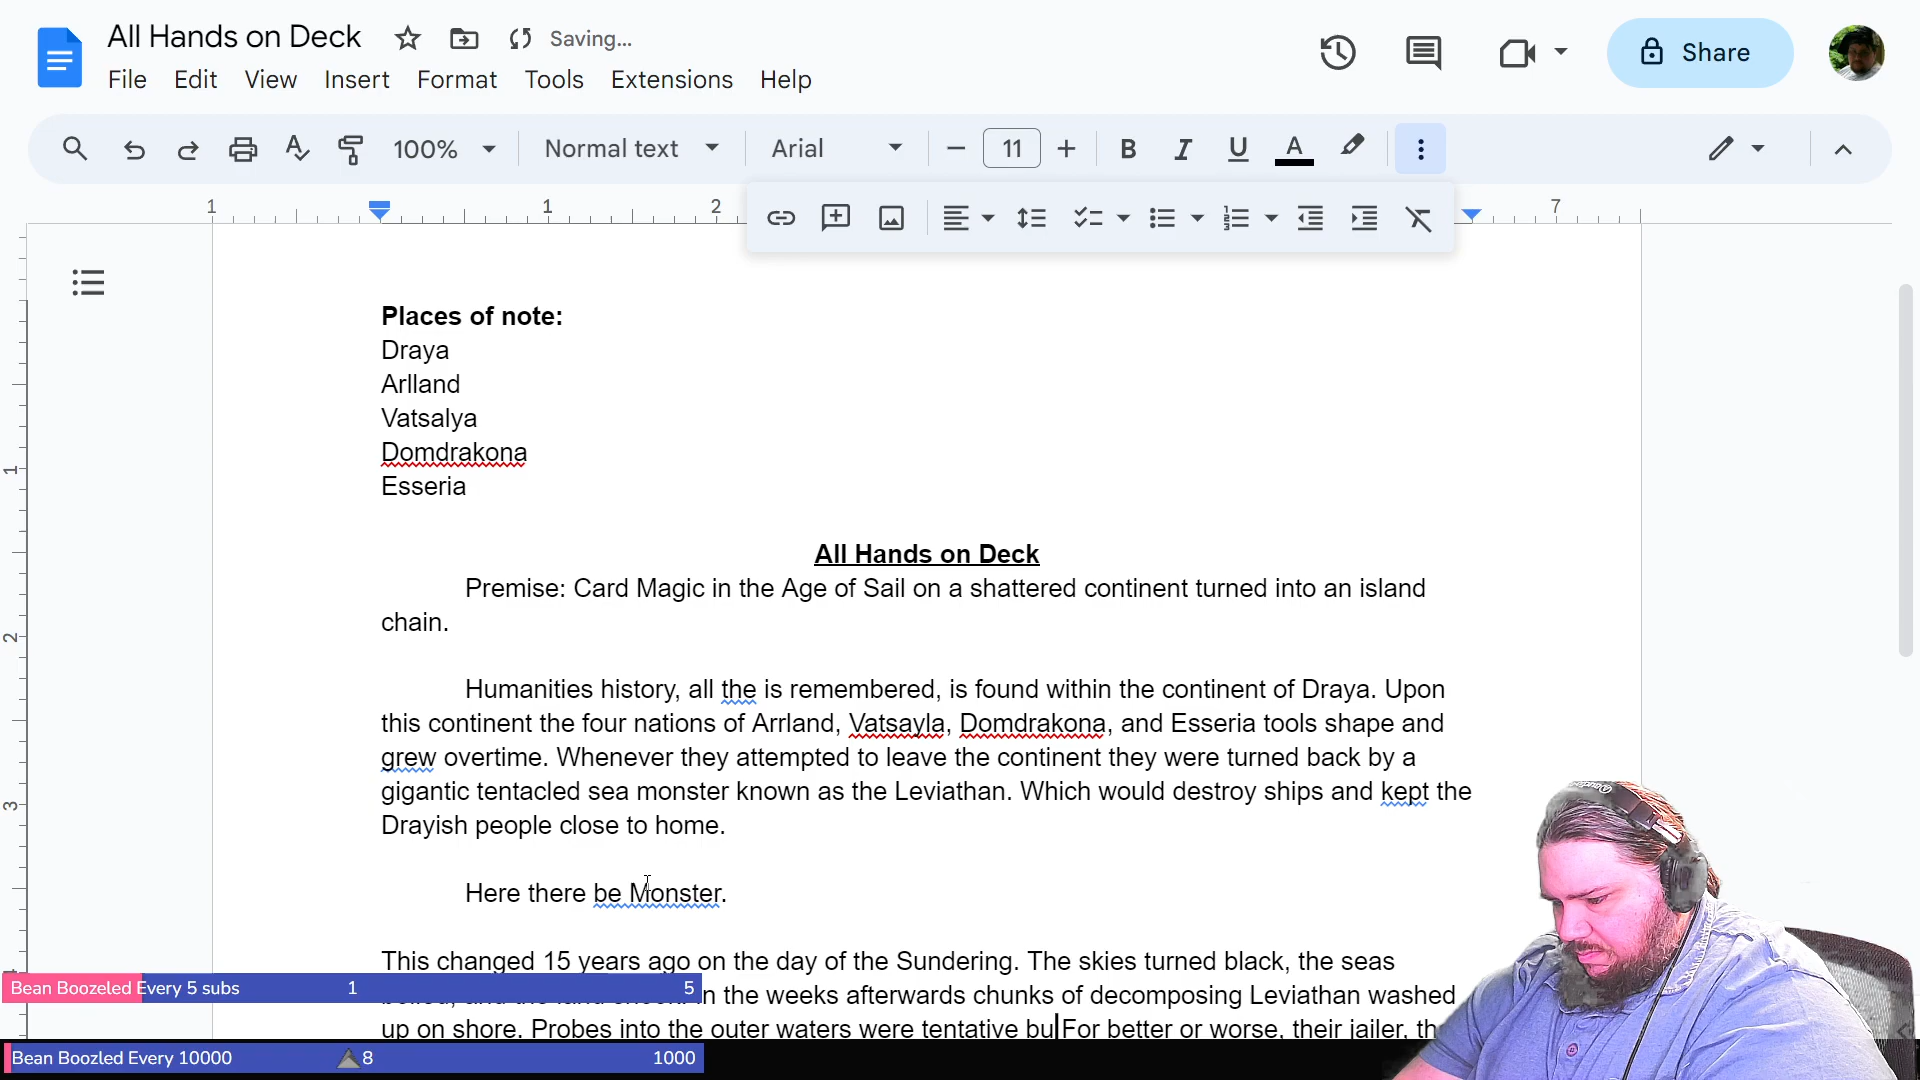 All Hands on Deck
Saving...
Share
File Edit View Insert Format Tools Extensions Help
100% Normal text Arial 11 B I U A
1 1 2 7
Places of note:
Draya
Arlland
Vatsalya
Domdrakona
Esseria
All Hands on Deck
Premise: Card Magic in the Age of Sail on a shattered continent turned into an island
chain.
Humanities history, all the is remembered, is found within the continent of Draya. Upon
this continent the four nations of Arrland, Vatsayla, Domdrakona, and Esseria tools shape and
grew overtime. Whenever they attempted to leave the continent they were turned back by a
gigantic tentacled sea monster known as the Leviathan. Which would destroy ships and kept the
Drayish people close to home.
Here there be Monster.
This changed 15 years ago on the day of the Sundering. The skies turned black, the seas
the weeks afterwards chunks of decomposing Leviathan washed
up on shore. Probes into the outer waters were tentative bu For better or worse, their jailer,
1
2
3
Bean Boozeled Every 5 subs 1 5
Bean Boozled Every 10000 8 1000